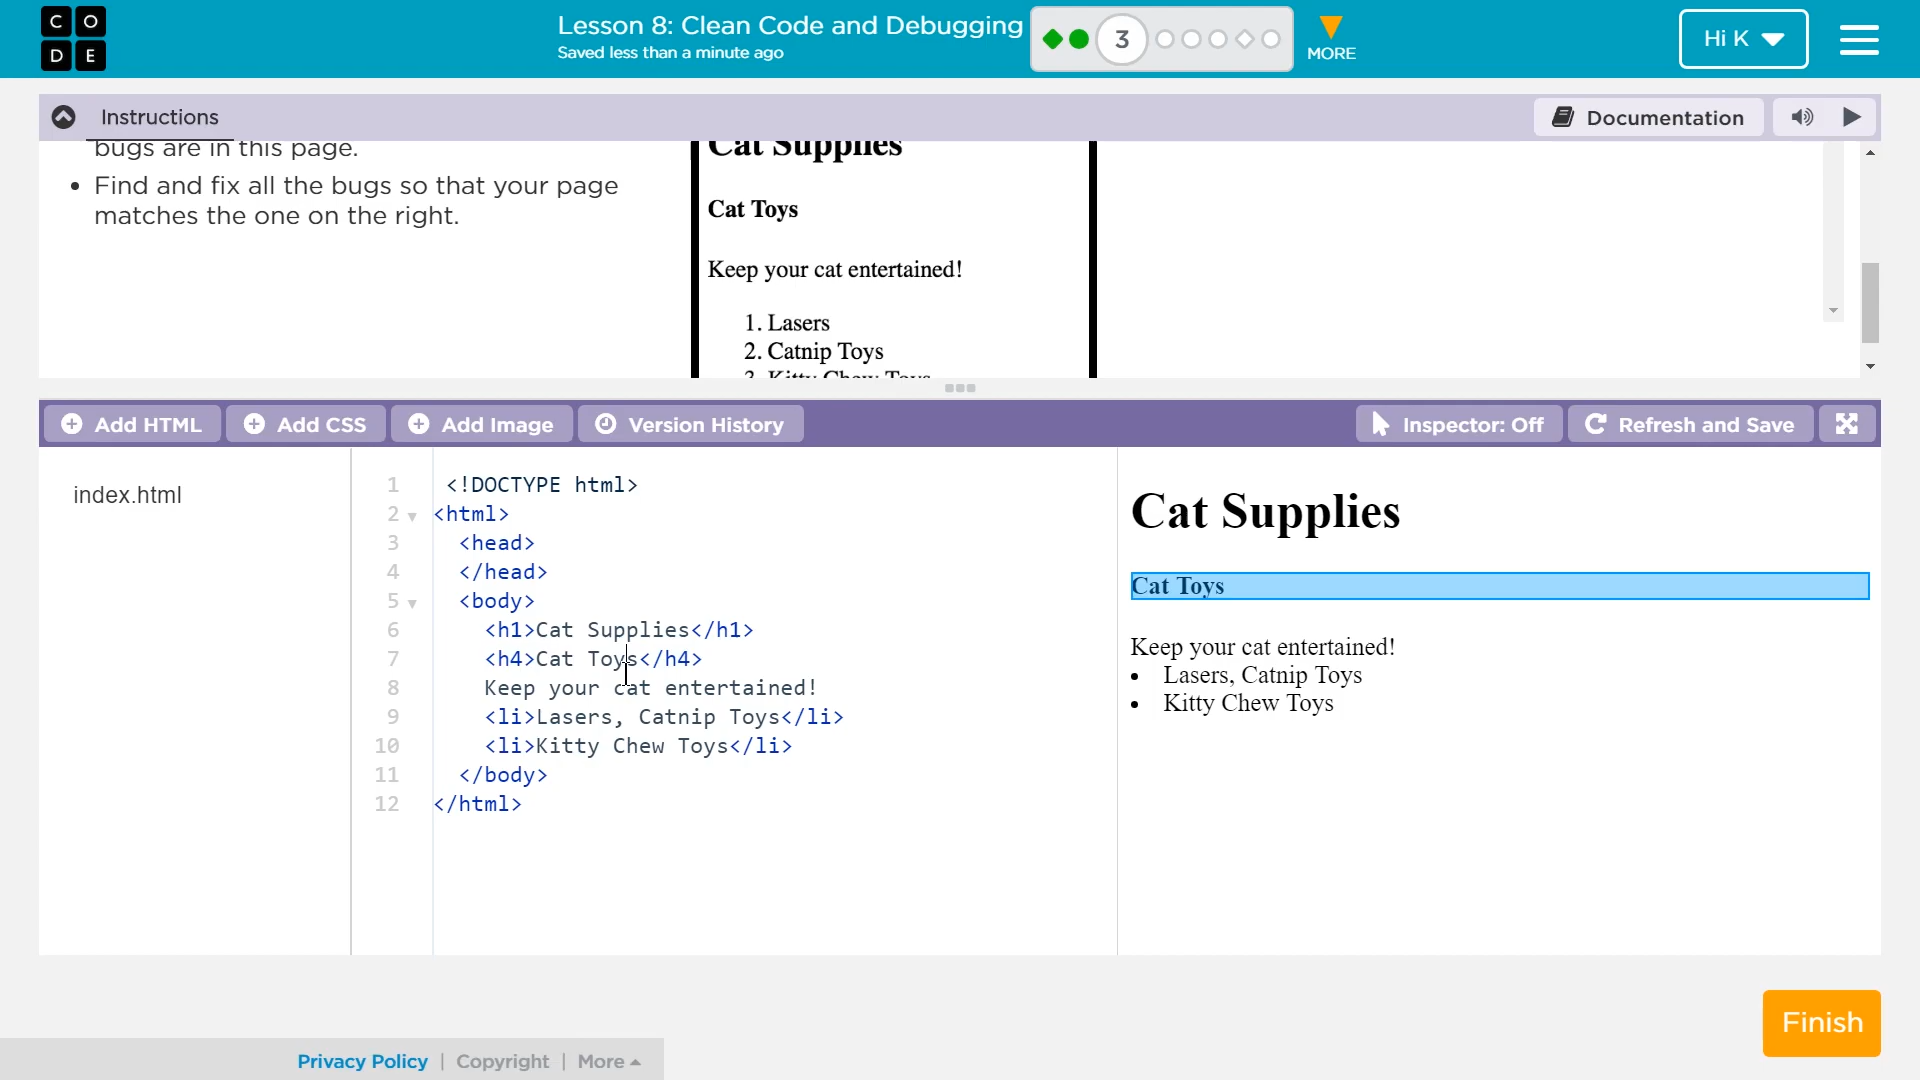 C O
D E
Lesson 8: Clean Code and Debugging
Saved less than a minute ago
3
MORE
Hi K
Instructions
Documentation
bugs are in this page.
• Find and fix all the bugs so that your page
matches the one on the right.
Cat Supplies
Cat Toys
Keep your cat entertained!
1. Lasers
2. Catnip Toys
3. Kitty Chew Toys
Add HTML
Add CSS
Add Image
Version History
Inspector: Off
Refresh and Save
index.html
1 <!DOCTYPE html>
2 <html>
3 <head>
4 </head>
5 <body>
6 <h1>Cat Supplies</h1>
7 <h4>Cat Toys</h4>
8 Keep your cat entertained!
9 <li>Lasers, Catnip Toys</li>
10 <li>Kitty Chew Toys</li>
11 </body>
12 </html>
Cat Supplies
Cat Toys
Keep your cat entertained!
• Lasers, Catnip Toys
• Kitty Chew Toys
Finish
Privacy Policy | Copyright | More